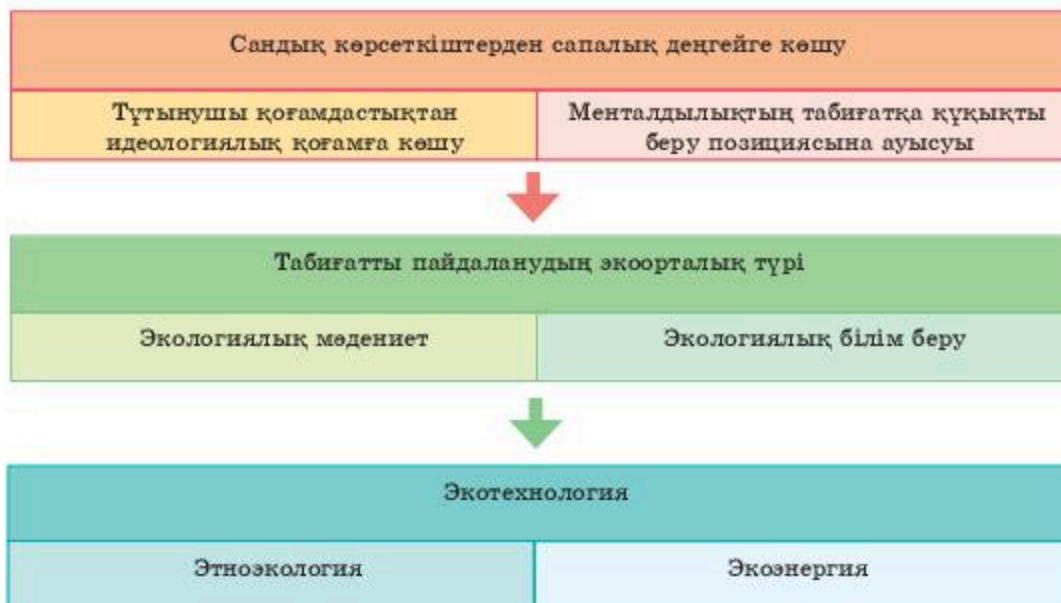 Сандық көрсеткіштерден сапалық деңгейге көшу
Тұтынушы қоғамдастықтан
идеологиялық қоғамға көшу
Менталдылықтың табиғатқа құқықты
беру позициясына ауысуы
Табиғатты пайдаланудың экоорталық түрі
Экологиялық мәдениет
Экологиялық білім беру
Экотехнология
Этноэкология
Экоэнергия